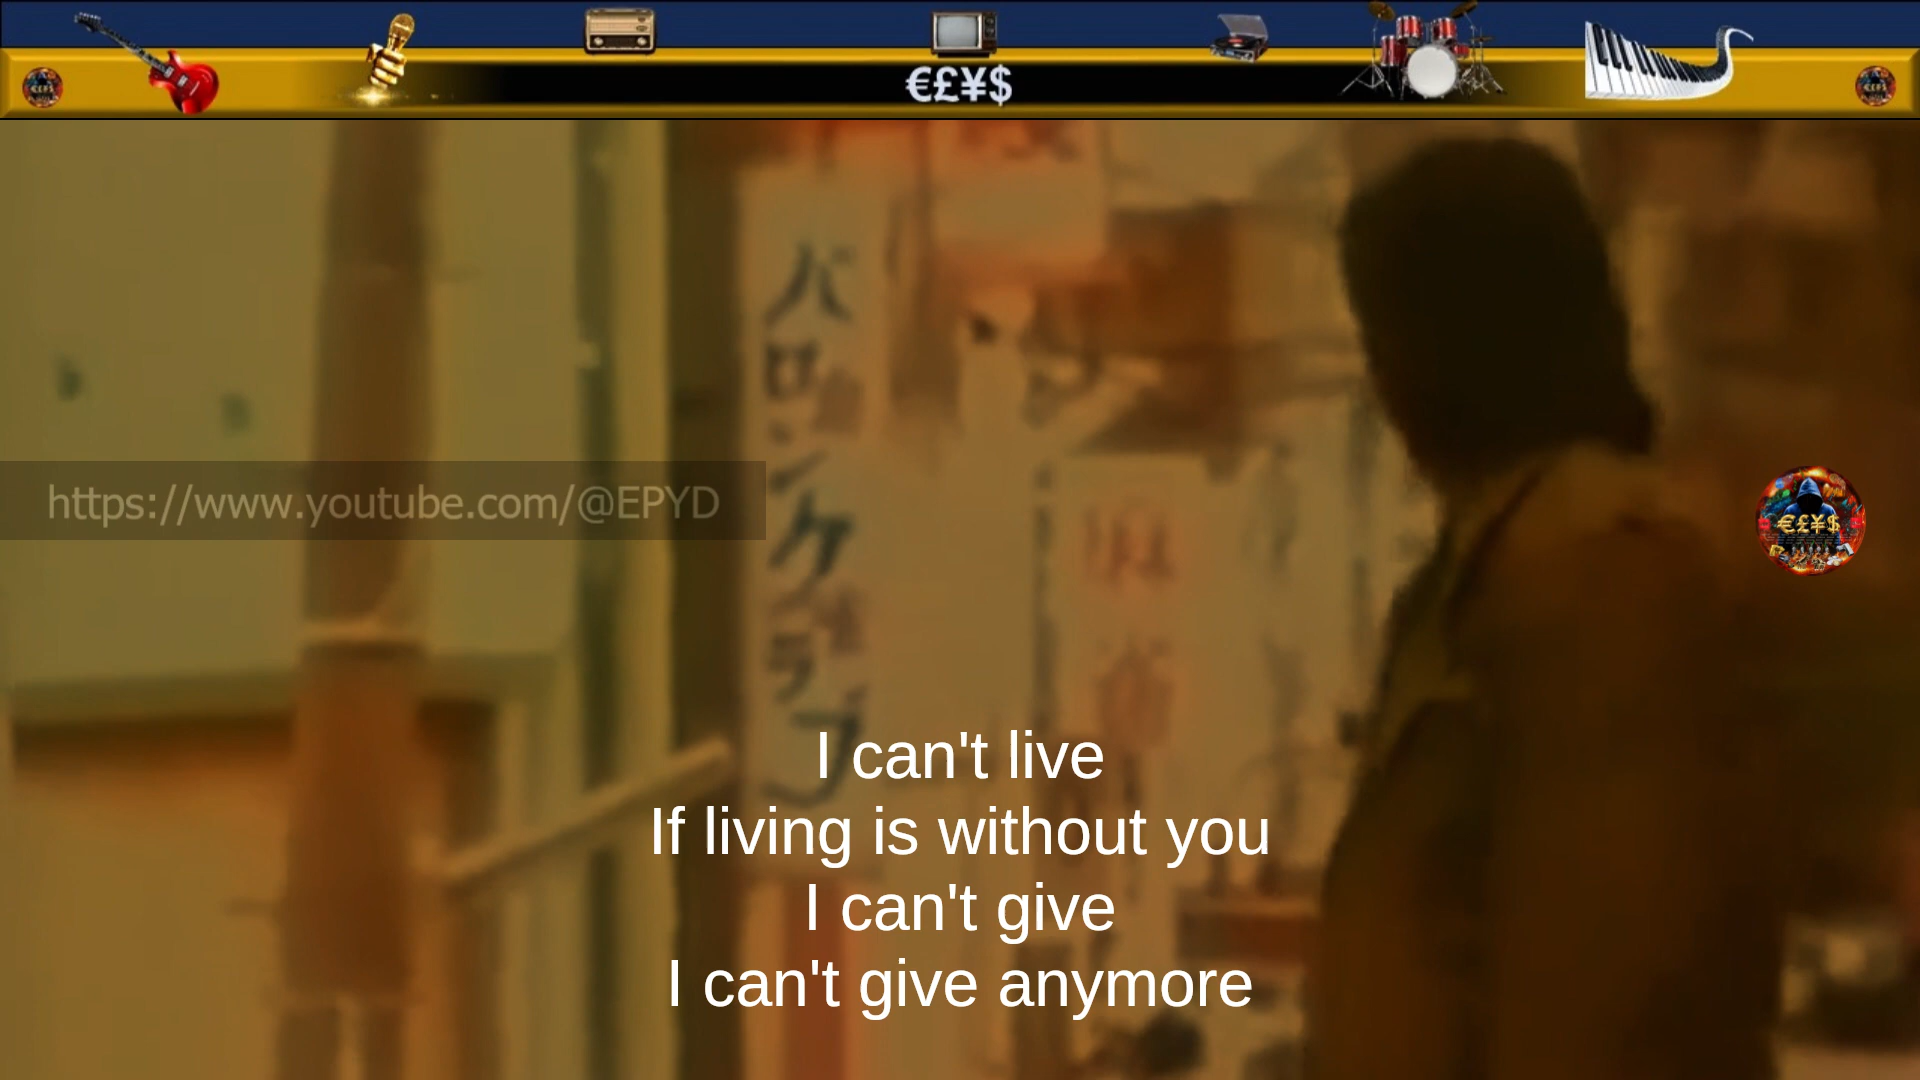 €£¥$
https://www.youtube.com/@EPYD
€£¥$
I can't live
If living is without you
I can't give
I can't give anymore